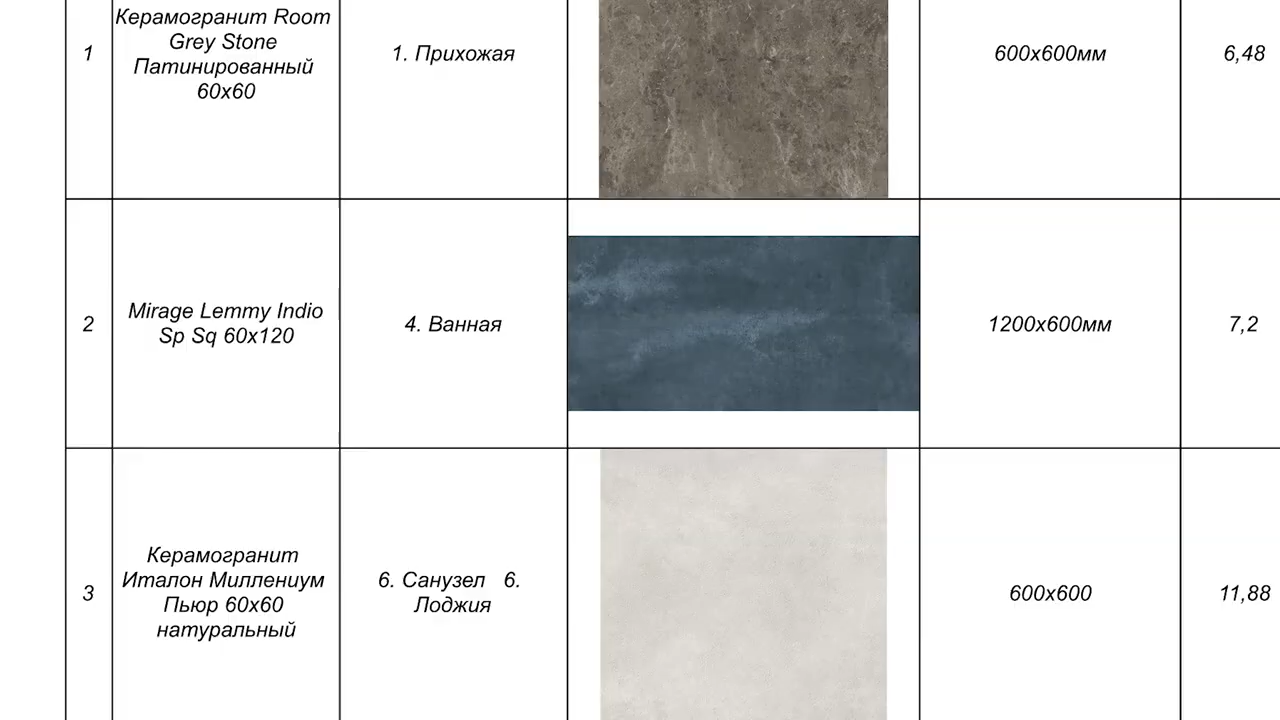 1
Керамогранит Room
Grey Stone
Патинированный
60x60
1. Прихожая
600x600мм
6,48
2
Mirage Lemmy Indio
Sp Sq 60x120
4. Ванная
1200x600мм
7,2
3
Керамогранит
Италон Миллениум
Пьюр 60x60
натуральный
6. Санузел 6.
Лоджия
600x600
11,88